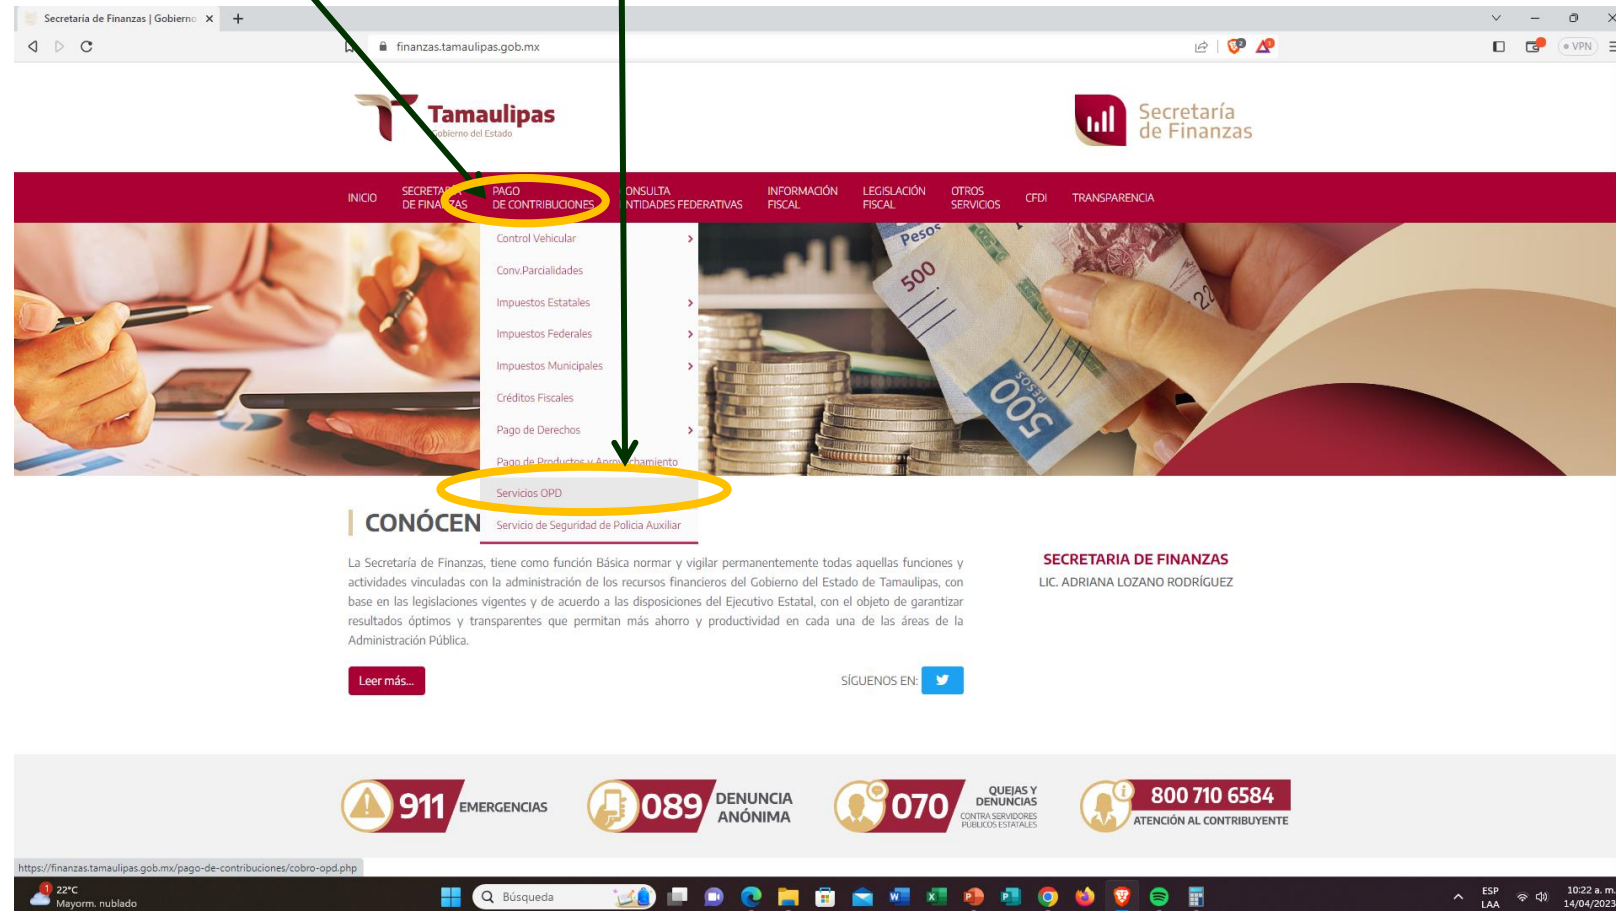 Secretaría de Finanzas | Gobierno
finanzas.tamaulipas.gob.mx
VPN
Tamaulipas
Gobierno del Estado
Secretaría
de Finanzas
INICIO
SECRETARÍA
DE FINANZAS
PAGO
DE CONTRIBUCIONES
CONSULTA
ENTIDADES FEDERATIVAS
INFORMACIÓN
FISCAL
LEGISLACIÓN
FISCAL
OTROS
SERVICIOS
CFDI
TRANSPARENCIA
Control Vehicular
Conv.Parcialidades
Impuestos Estatales
Impuestos Federales
Impuestos Municipales
Créditos Fiscales
Pago de Derechos
Pago de Productos y Aprovechamiento
Servicios OPD
Servicio de Seguridad de Policia Auxiliar
Pesos
500
500
PESOS
CONÓCEN
La Secretaría de Finanzas, tiene como función Básica normar y vigilar permanentemente todas aquellas funciones y
actividades vinculadas con la administración de los recursos financieros del Gobierno del Estado de Tamaulipas, con
base en las legislaciones vigentes y de acuerdo a las disposiciones del Ejecutivo Estatal, con el objeto de garantizar
resultados óptimos y transparentes que permitan más ahorro y productividad en cada una de las áreas de la
Administración Pública.
Leer más...
SÍGUENOS EN:
SECRETARIA DE FINANZAS
LIC. ADRIANA LOZANO RODRÍGUEZ
911 EMERGENCIAS
089 DENUNCIA
ANÓNIMA
070 QUEJAS Y
DENUNCIAS
CONTRA SERVIDORES
PÚBLICOS ESTATALES
800 710 6584
ATENCIÓN AL CONTRIBUYENTE
https://finanzas.tamaulipas.gob.mx/pago-de-contribuciones/cobro-opd.php
1
22°C
Mayorm. nublado
Búsqueda
ESP
LAA
10:22 a. m.
14/04/2023